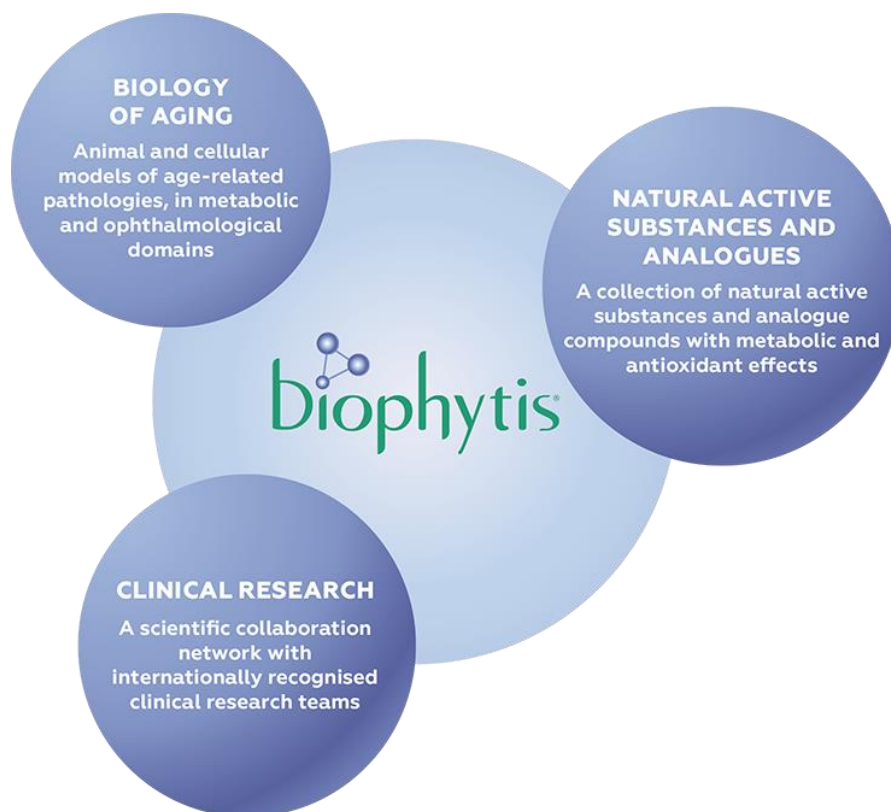 BIOLOGY
OF AGING
Animal and cellular
models of age-related
pathologies, in metabolic
and ophthalmological
domains
NATURAL ACTIVE
SUBSTANCES AND
ANALOGUES
A collection of natural active
substances and analogue
compounds with metabolic and
antioxidant effects
biophytis®
CLINICAL RESEARCH
A scientific collaboration
network with
internationally recognised
clinical research teams